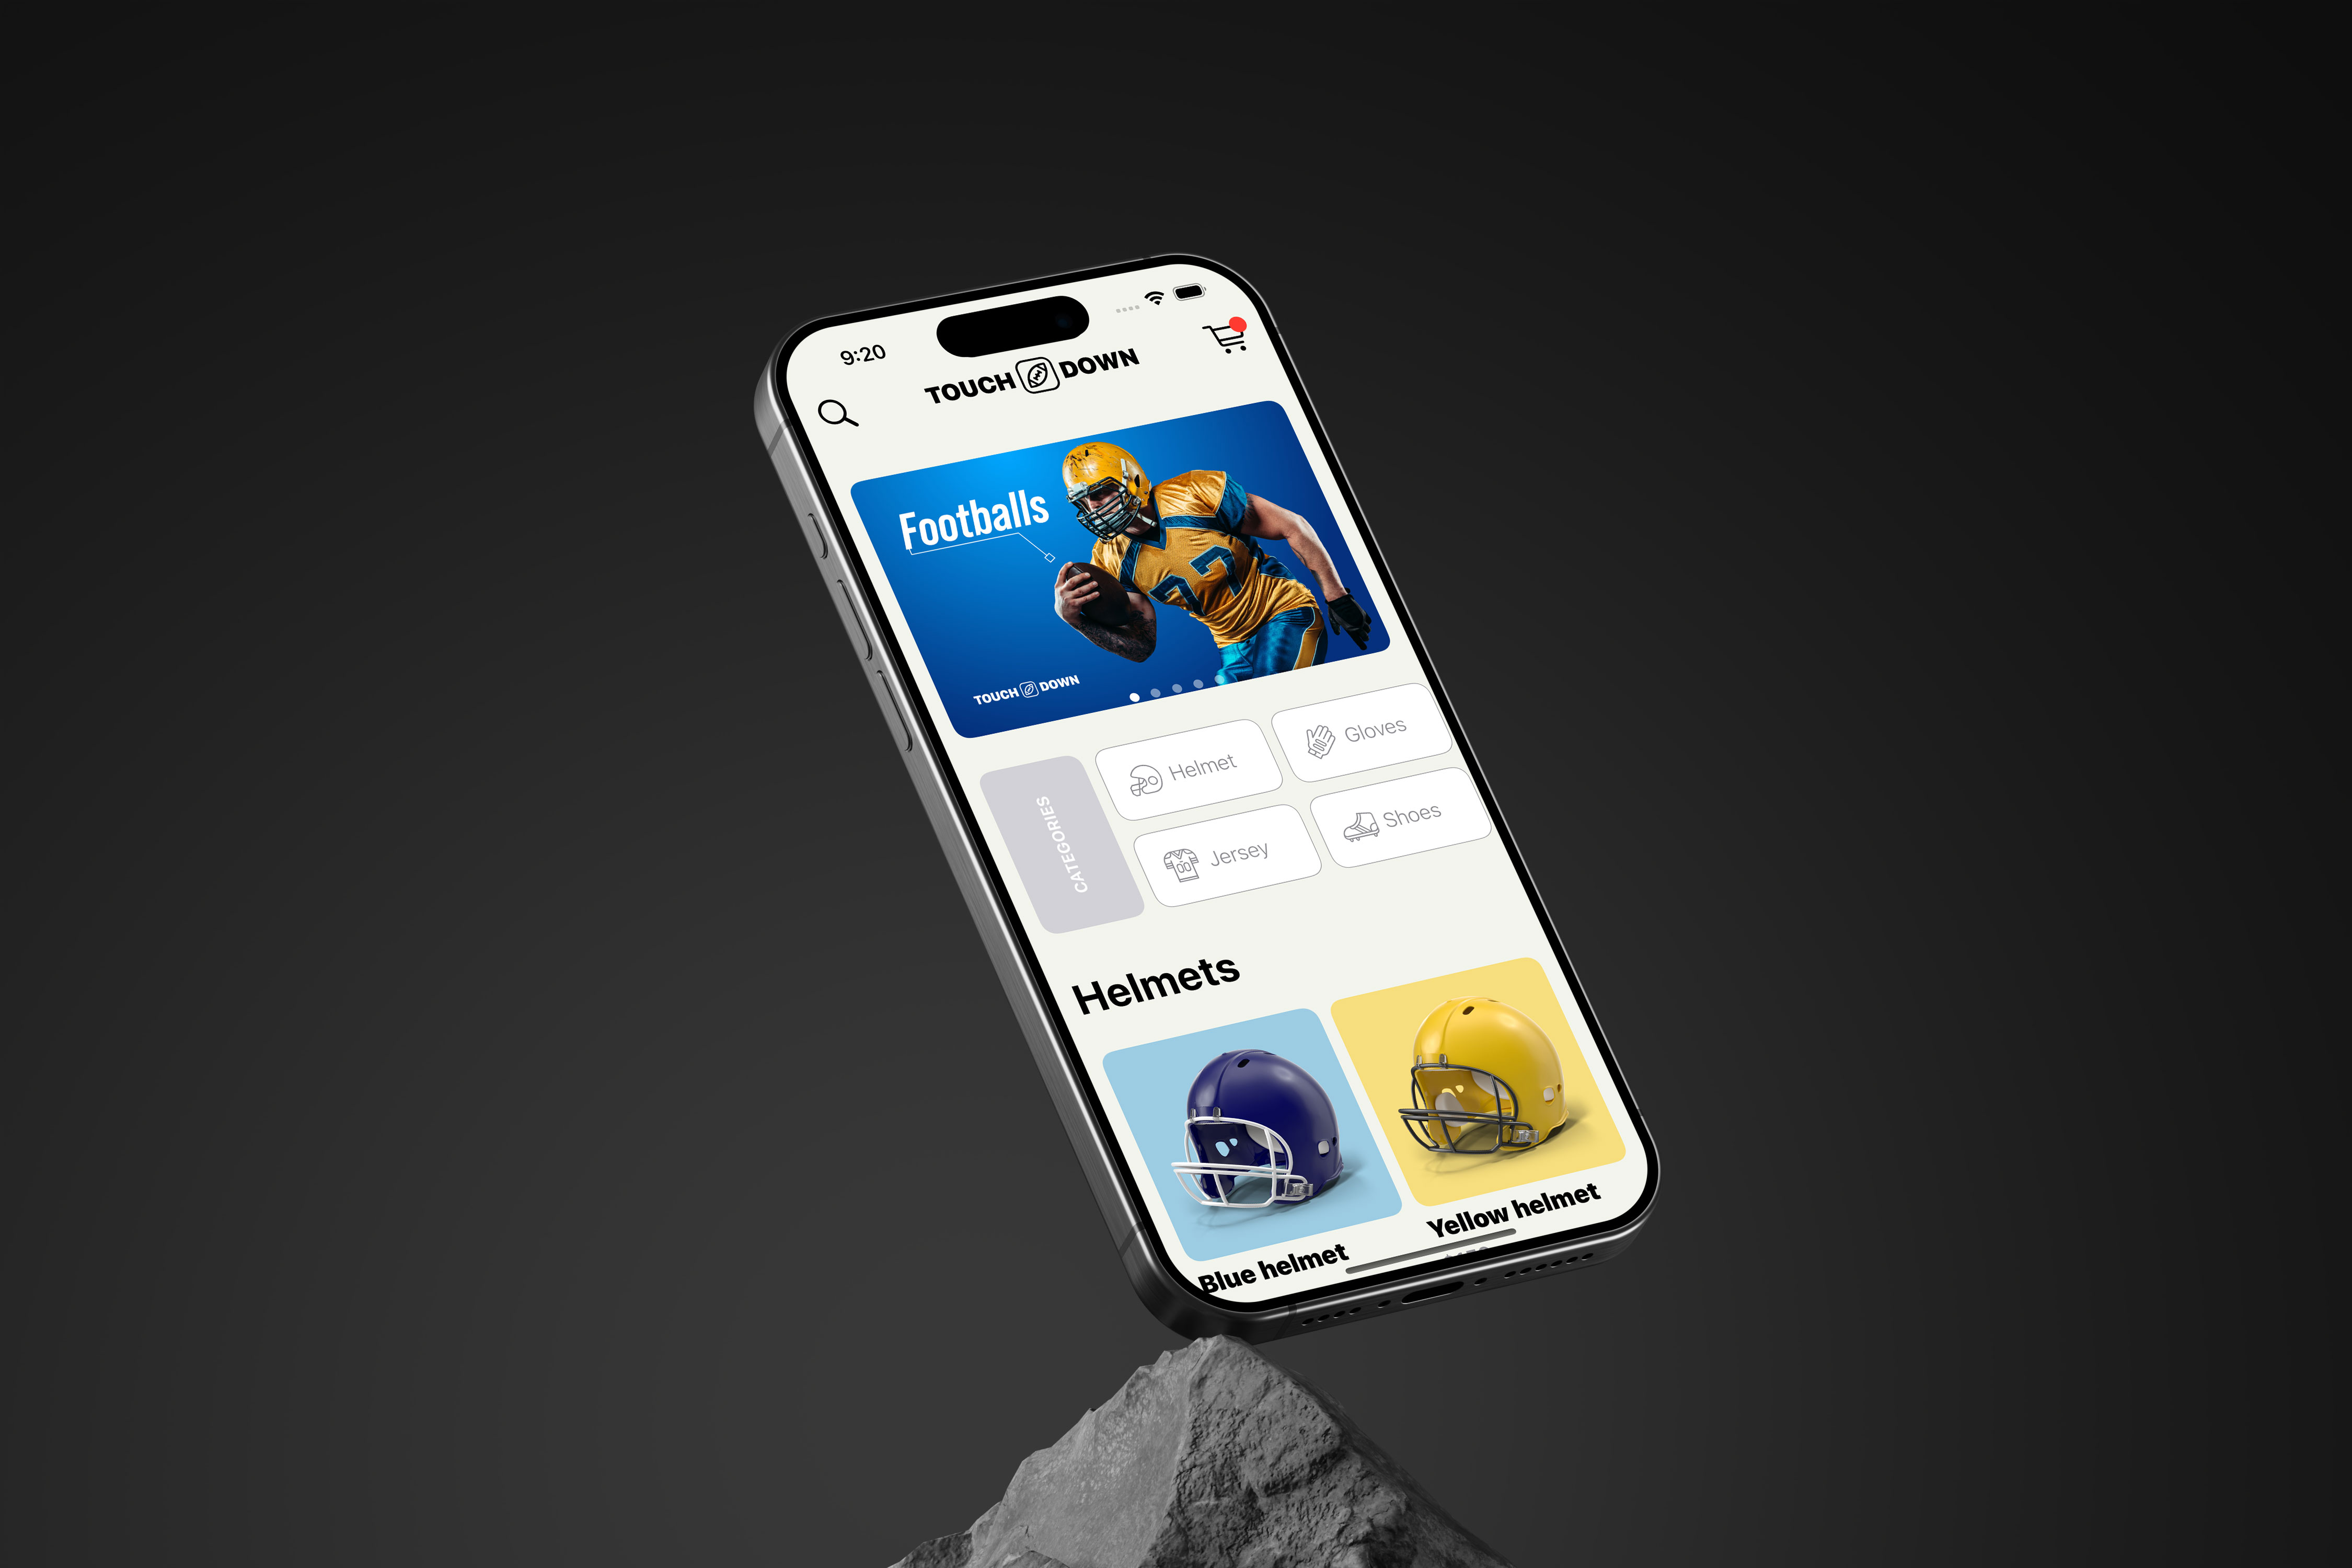 9:20
TOUCH DOWN
Footballs
TOUCH DOWN
CATEGORIES
Helmet
Gloves
Jersey
Shoes
Helmets
Blue helmet
Yellow helmet